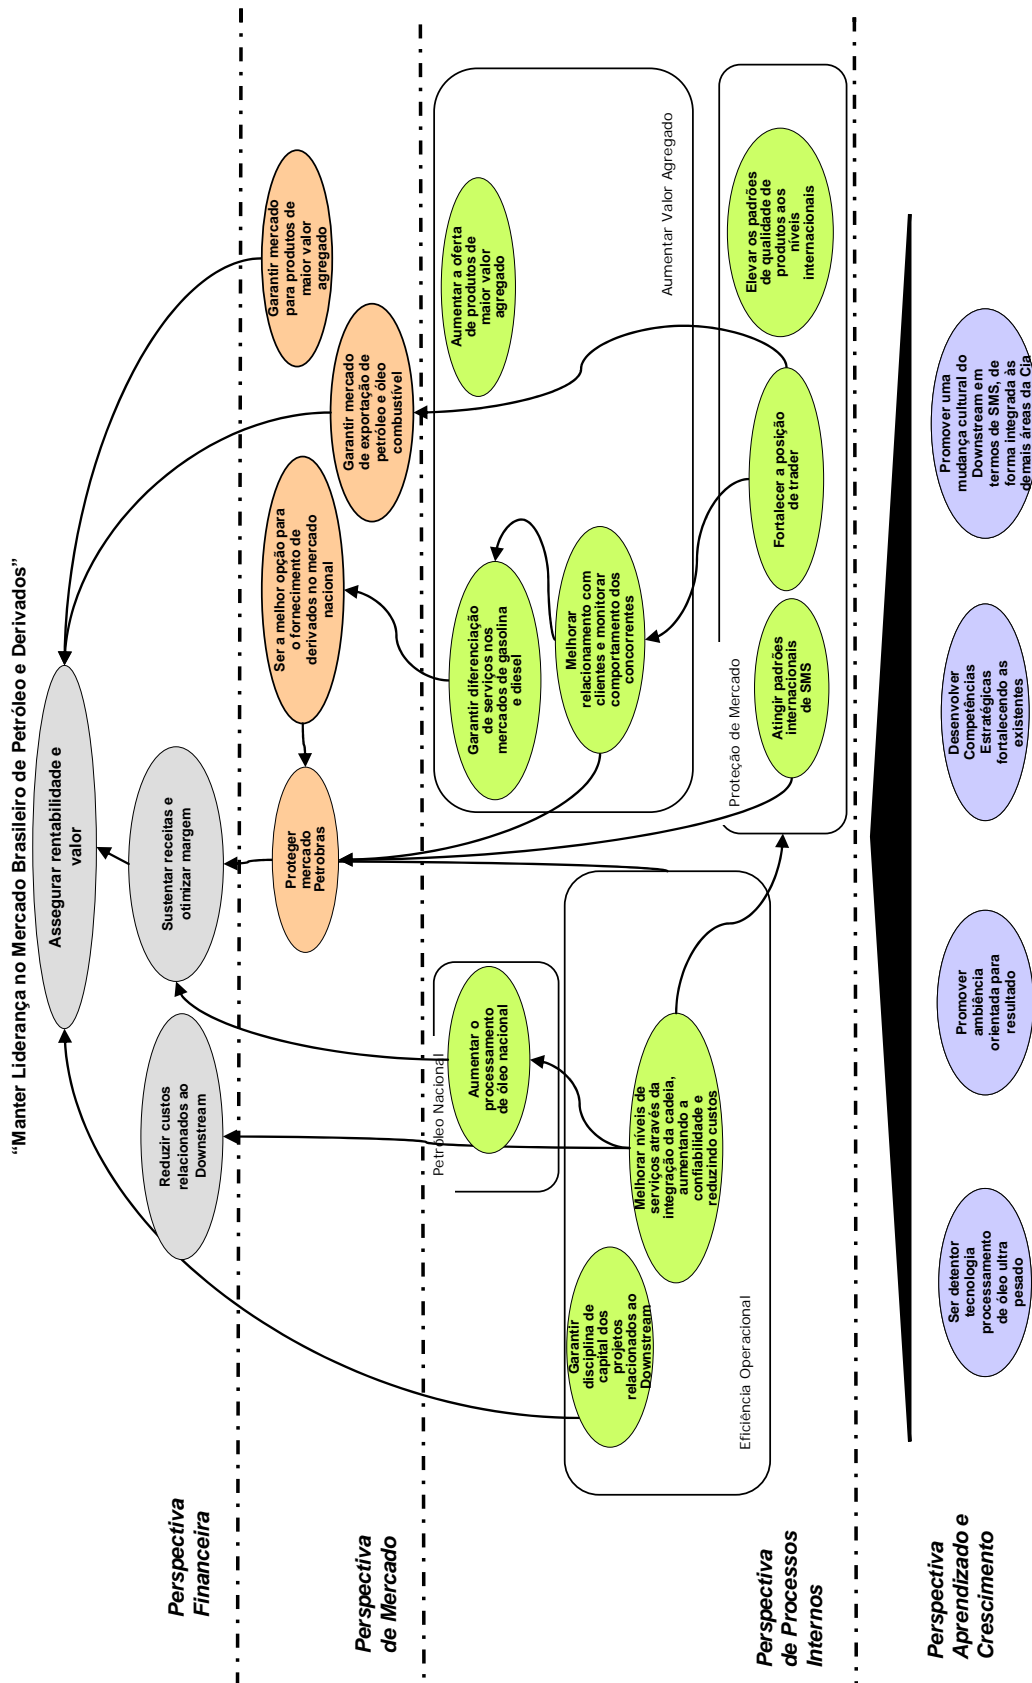 “Manter Liderança no Mercado Brasileiro de Petróleo e Derivados”
Perspectiva
Financeira
Assegurar rentabilidade e
valor
Reduzir custos
relacionados ao
Downstream
Sustentar receitas e
otimizar margem
Perspectiva
de Mercado
Proteger
mercado
Petrobras
Ser a melhor opção para
o fornecimento de
derivados no mercado
nacional
Garantir mercado
de exportação de
petróleo e óleo
combustível
Garantir mercado
para produtos de
maior valor
agregado
Perspectiva
de Processos
Internos
Petróleo Nacional
Aumentar o
processamento
de óleo nacional
Garantir diferenciação
de serviços nos
mercados de gasolina
e diesel
Aumentar a oferta
de produtos de
maior valor
agregado
Melhorar
relacionamento com
clientes e monitorar
comportamento dos
concorrentes
Aumentar Valor Agregado
Garantir
disciplina de
capital dos
projetos
relacionados ao
Downstream
Melhorar níveis de
serviços através da
integração da cadeia,
aumentando a
confiabilidade e
reduzindo custos
Eficiência Operacional
Proteção de Mercado
Atingir padrões
internacionais
de SMS
Fortalecer a posição
de trader
Elevar os padrões
de qualidade de
produtos aos
níveis
internacionais
Perspectiva
Aprendizado e
Crescimento
Ser detentor
tecnologia
processamento
de óleo ultra
pesado
Promover
ambiência
orientada para
resultado
Desenvolver
Competências
Estratégicas
fortalecendo as
existentes
Promover uma
mudança cultural do
Downstream em
termos de SMS, de
forma integrada às
demais áreas da Cia